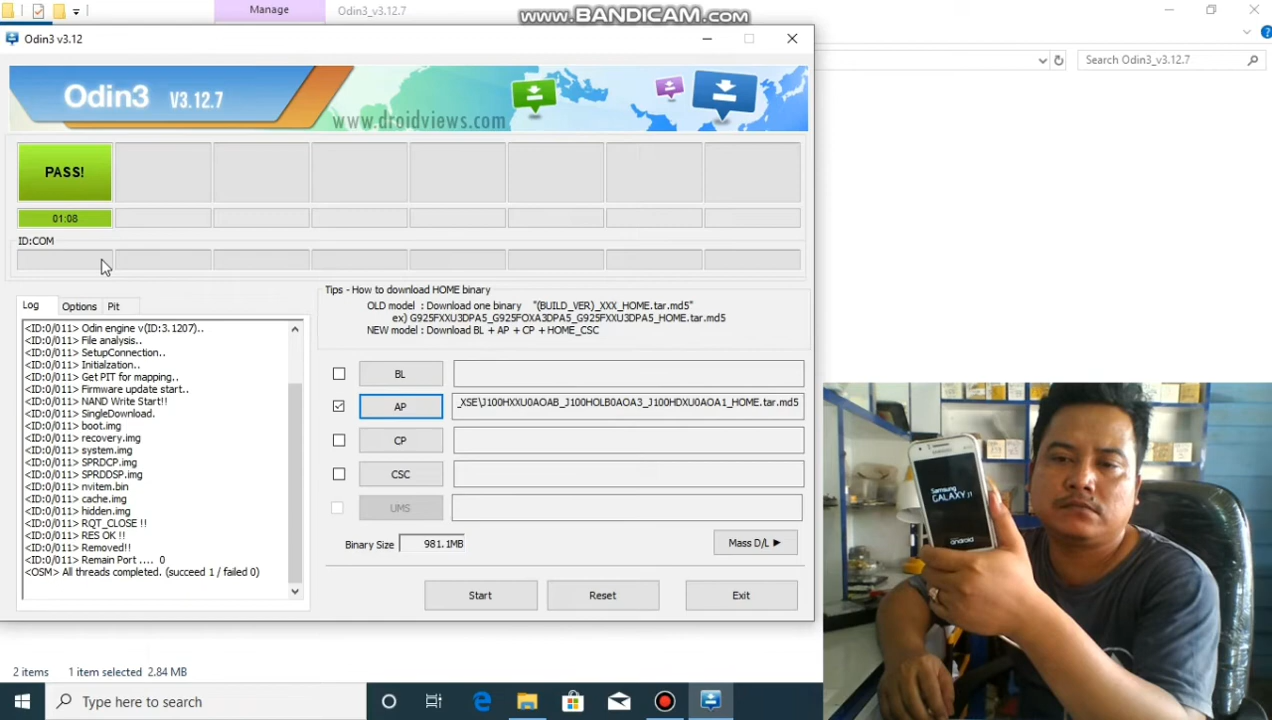 Manage
Odin3_v3.12.7
www.BANDICAM.com
Odin3 v3.12
Search Odin3_v3.12.7
Odin3 V3.12.7
www.droidviews.com
PASS!
01:08
ID:COM
Log
Options
Pit
<ID:0/011> Odin engine v(ID:3.1207)..
<ID:0/011> File analysis..
<ID:0/011> SetupConnection..
<ID:0/011> Initialzation..
<ID:0/011> Get PIT for mapping..
<ID:0/011> Firmware update start..
<ID:0/011> NAND Write Start!!
<ID:0/011> SingleDownload.
<ID:0/011> boot.img
<ID:0/011> recovery.img
<ID:0/011> system.img
<ID:0/011> SPRDCP.img
<ID:0/011> SPRDDSP.img
<ID:0/011> nvitem.bin
<ID:0/011> cache.img
<ID:0/011> hidden.img
<ID:0/011> RQT_CLOSE !!
<ID:0/011> RES OK !!
<ID:0/011> Removed!!
<ID:0/011> Remain Port .... 0
<OSM> All threads completed. (succeed 1 / failed 0)
Tips - How to download HOME binary
OLD model : Download one binary "(BUILD_VER)_XXX_HOME.tar.md5"
ex) G925FXXU3DPA5_G925FOXA3DPA5_G925FXXU3DPA5_HOME.tar.md5
NEW model : Download BL + AP + CP + HOME_CSC
BL
AP
_XSE\J100HXXU0AOAB_J100HOLB0AOA3_J100HDXU0AOA1_HOME.tar.md5
CP
CSC
UMS
Binary Size
981.1MB
Mass D/L ▶
Start
Reset
Exit
Samsung
GALAXY J1
android
2 items
1 item selected 2.84 MB
Type here to search